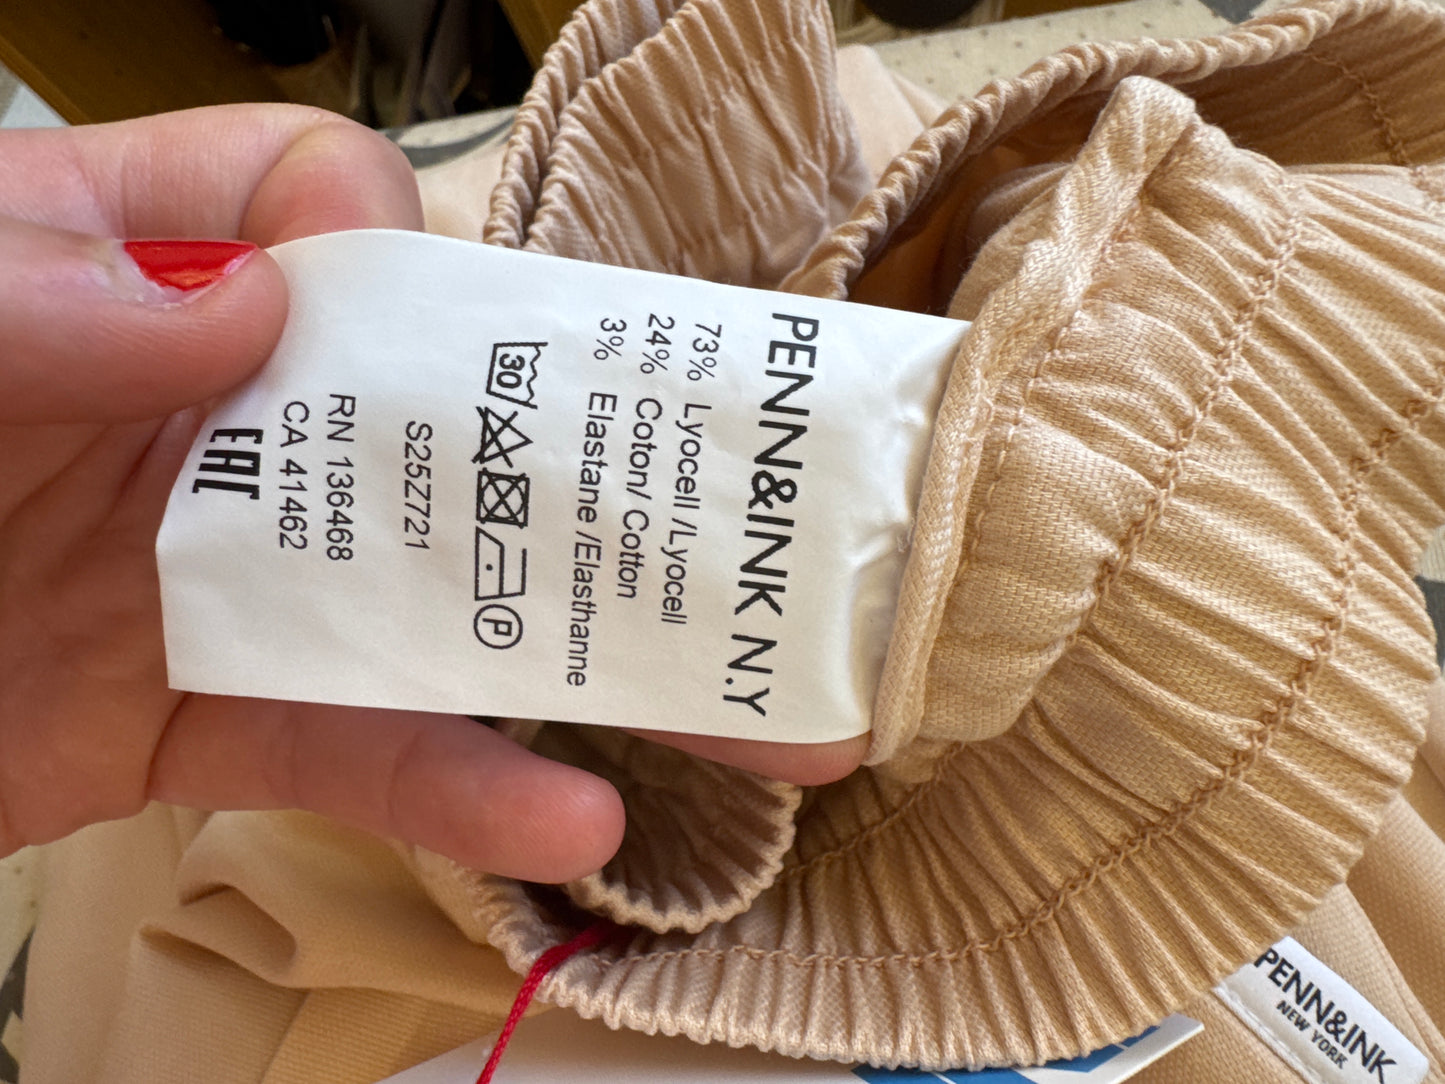 PENN&INK N.Y
73% Lyocell /Lyocell
24% Coton/ Cotton
3% Elastane /Elasthanne
30 P
S25Z721
RN 136468
CA 41462
EAC
PENN&INK
NEW YORK